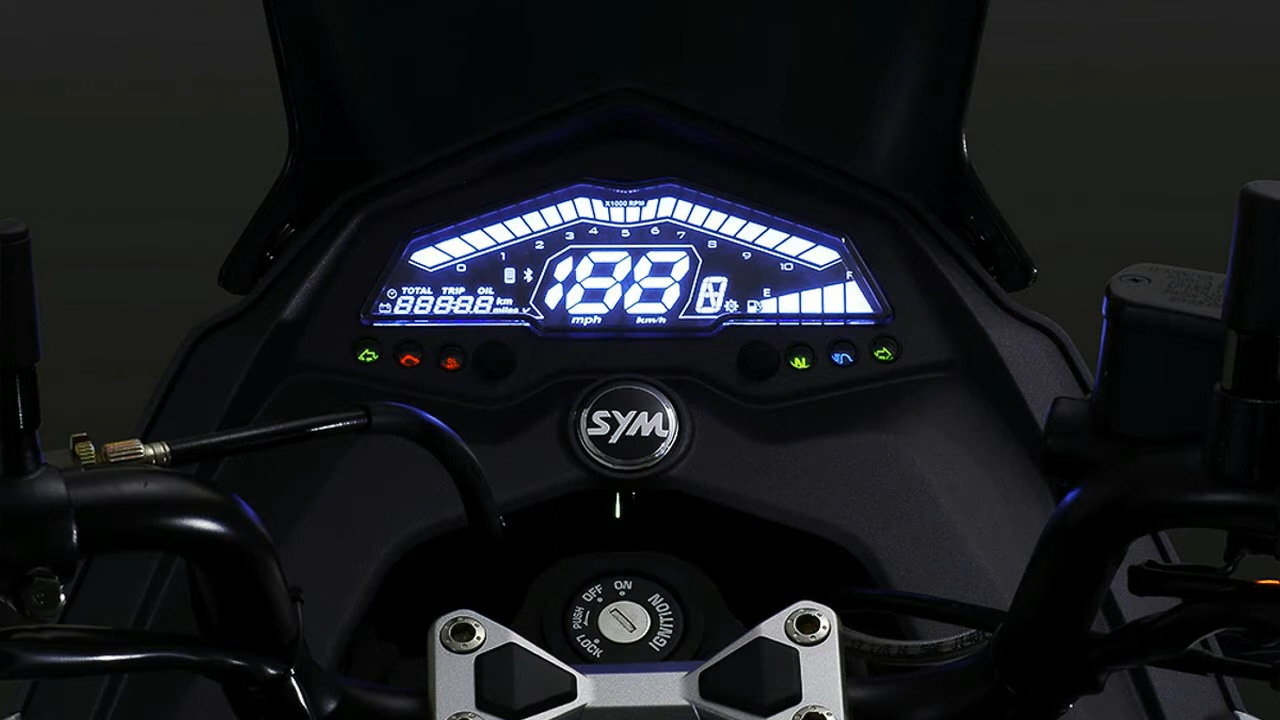 X1000 RPM
0 1 2 3 4 5 6 7 8 9 10
TOTAL TRIP OIL
88888 km
miles
188
mph km/h
8
E F
N
SYM
ON
OFF
PUSH
LOCK
IGNITION